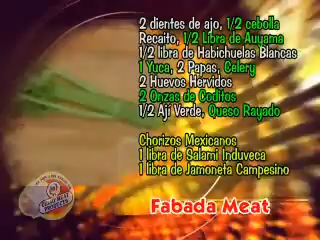 2 dientes de ajo, 1/2 cebolla
Recaito, 1/2 Libra de Auyama
1/2 libra de Habichuelas Blancas
1 Yuca, 2 Papas, Celery
2 Huevos Hervidos
2 Onzas de Coditos
1/2 Ají Verde, Queso Rayado
Chorizos Mexicanos
1 libra de Salami Induveca
1 libra de Jamoneta Campesino
Fabada Meat